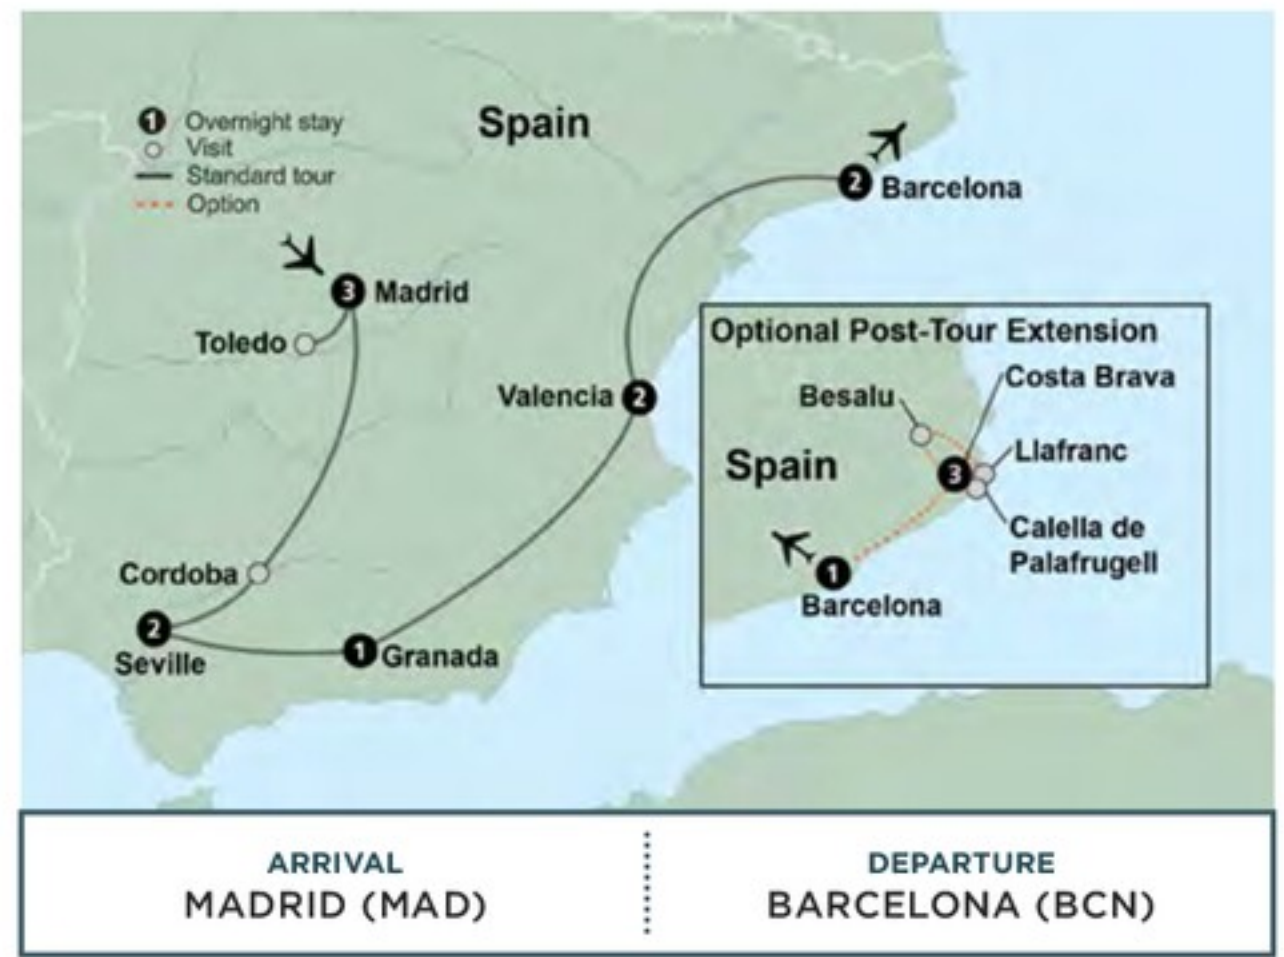 1 Overnight stay
Visit
Standard tour
Option
Spain
2 Barcelona
3 Madrid
Toledo
Valencia 2
Cordoba
2
Seville
1 Granada
Optional Post-Tour Extension
Costa Brava
Besalu
Llafranc
Spain
3
Calella de
Palafrugell
1
Barcelona
ARRIVAL
MADRID (MAD)
DEPARTURE
BARCELONA (BCN)